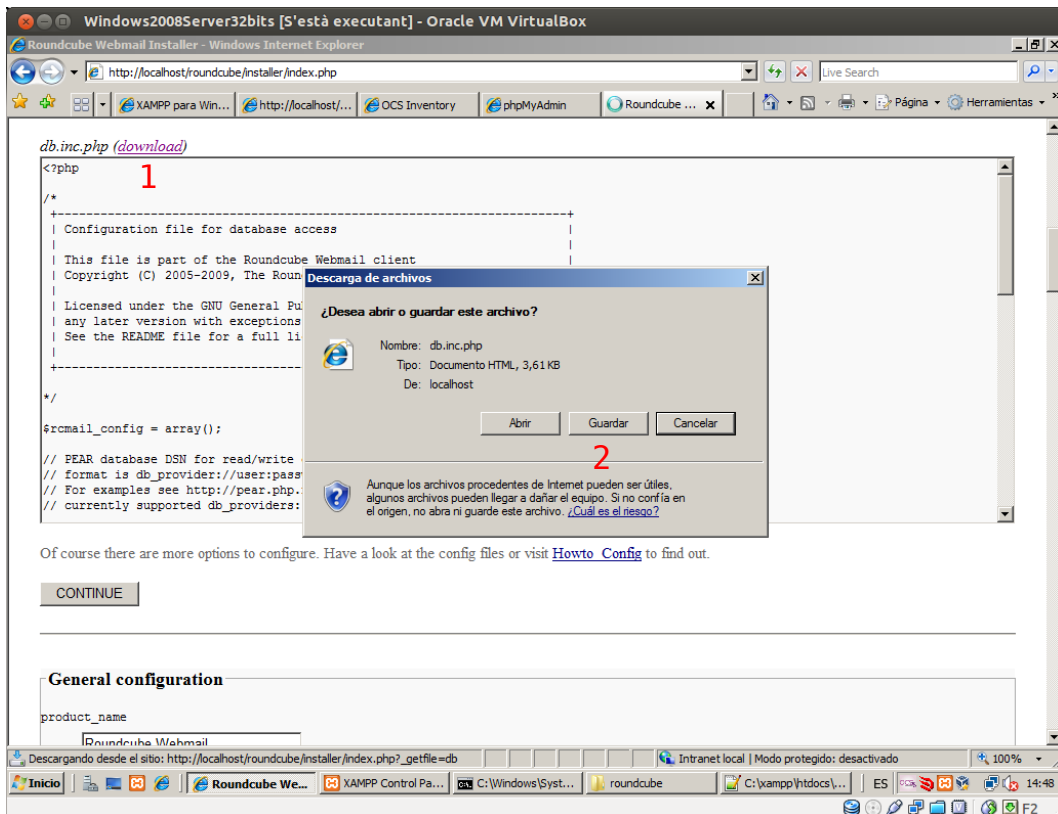 Windows2008Server32bits [S'està executant] - Oracle VM VirtualBox
Roundcube Webmail Installer - Windows Internet Explorer
http://localhost/roundcube/installer/index.php
Live Search
XAMPP para Win...
http://localhost/...
OCS Inventory
phpMyAdmin
Roundcube ...
Página
Herramientas
db.inc.php (download)
1
<?php
/*
+-----------------------------------------------------------------------+
| Configuration file for database access |
| |
| This file is part of the Roundcube Webmail client |
| Copyright (C) 2005-2009, The Roun
|
| Licensed under the GNU General Pu
| any later version with exceptions
| See the README file for a full li
|
+----------------------------------
*/
$rcmail_config = array();
// PEAR database DSN for read/write
// format is db_provider://user:pass
// For examples see http://pear.php.
// currently supported db_providers:
Descarga de archivos
¿Desea abrir o guardar este archivo?
Nombre: db.inc.php
Tipo: Documento HTML, 3,61 KB
De: localhost
Abrir
Guardar
Cancelar
2
Aunque los archivos procedentes de Internet pueden ser útiles,
algunos archivos pueden llegar a dañar el equipo. Si no confía en
el origen, no abra ni guarde este archivo. ¿Cuál es el riesgo?
Of course there are more options to configure. Have a look at the config files or visit Howto_Config to find out.
CONTINUE
General configuration
product_name
Roundcube Webmail
Descargando desde el sitio: http://localhost/roundcube/installer/index.php?_getfile=db
Intranet local | Modo protegido: desactivado
100%
Inicio
Roundcube We...
XAMPP Control Pa...
C:\Windows\Syst...
roundcube
C:\xampp\htdocs\...
ES
14:48
F2